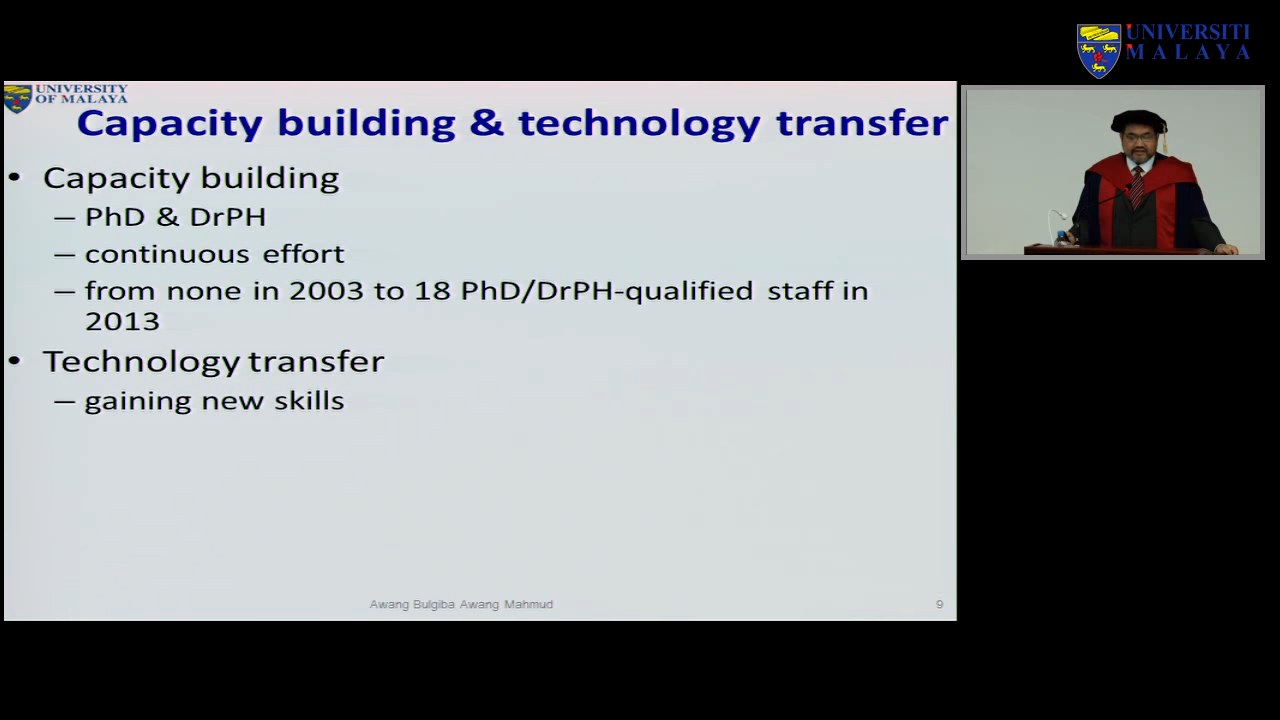 UNIVERSITI
MALAYA
UNIVERSITY
OF MALAYA
Capacity building & technology transfer
• Capacity building
– PhD & DrPH
– continuous effort
– from none in 2003 to 18 PhD/DrPH-qualified staff in
2013
• Technology transfer
– gaining new skills
Awang Bulgiba Awang Mahmud
9